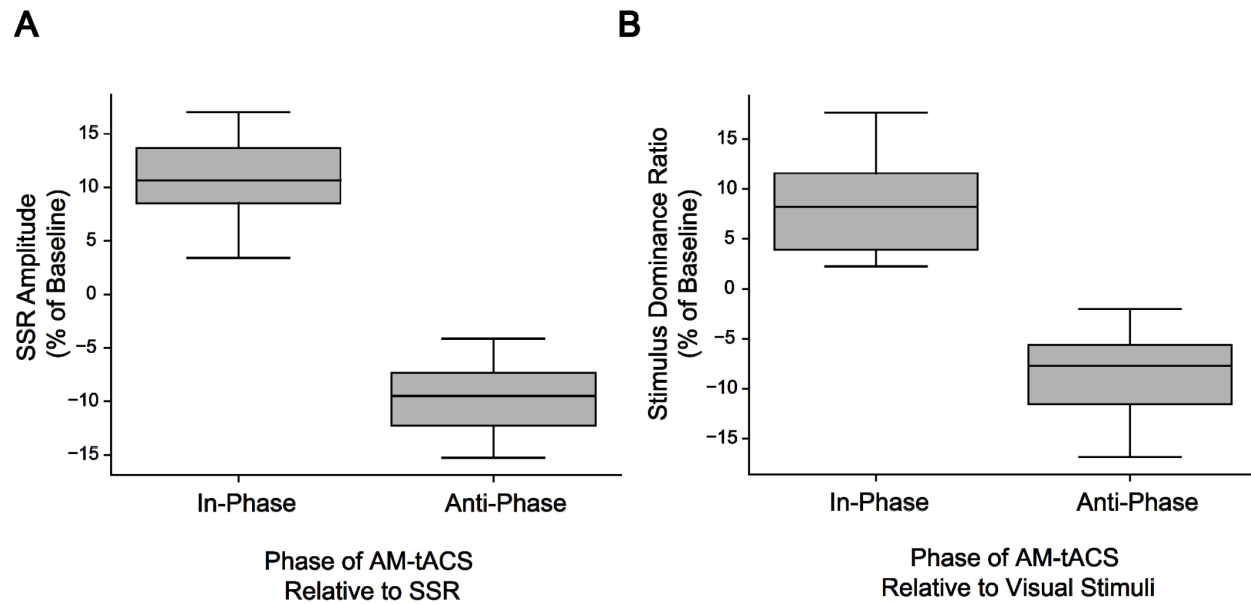 A
SSR Amplitude
(% of Baseline)
15
10
5
0
−5
−10
−15
In-Phase
Anti-Phase
Phase of AM-tACS
Relative to SSR
B
Stimulus Dominance Ratio
(% of Baseline)
15
10
5
0
−5
−10
−15
In-Phase
Anti-Phase
Phase of AM-tACS
Relative to Visual Stimuli